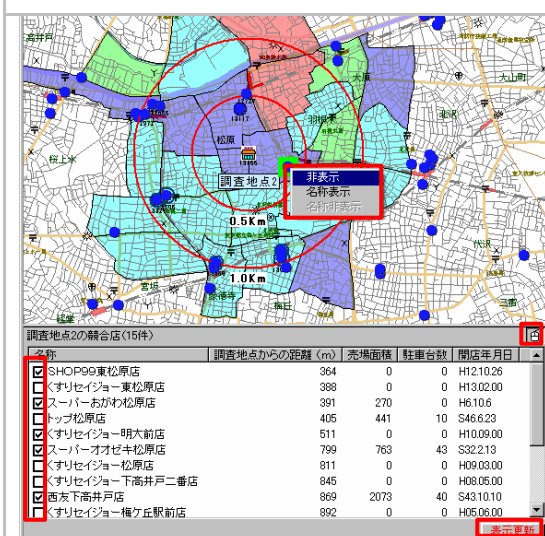 高井戸
大原
大山町
羽根木
北沢
松原
桜上水
調査地点2
非表示
名称表示
名称非表示
0.5Km
代沢
1.0Km
宮坂
豪徳寺
梅丘
経堂
三宿
調査地点2の競合店(15件)
名称 調査地点からの距離(m) 売場面積 駐車台数 開店年月日
SHOP99東松原店 364 0 0 H12.10.26
くすりセイジョー東松原店 388 0 0 H13.02.00
スーパーおがわ松原店 391 270 0 H6.10.6
トップ松原店 405 441 10 S46.6.23
くすりセイジョー明大前店 511 0 0 H10.09.00
スーパーオオゼキ松原店 799 763 43 S32.2.13
くすりセイジョー松原店 811 0 0 H09.03.00
くすりセイジョー下高井戸二番店 845 0 0 H08.05.00
西友下高井戸店 869 2073 40 S43.10.10
くすりセイジョー梅ケ丘駅前店 892 0 0 H05.06.00
表示更新